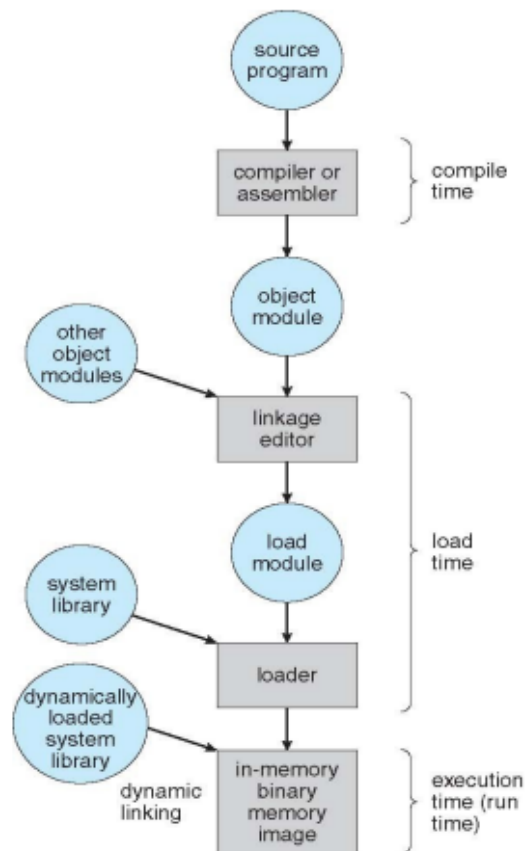 source
program
compiler or
assembler
compile
time
object
module
other
object
modules
linkage
editor
load
module
load
time
system
library
loader
dynamically
loaded
system
library
dynamic
linking
in-memory
binary
memory
image
execution
time (run
time)